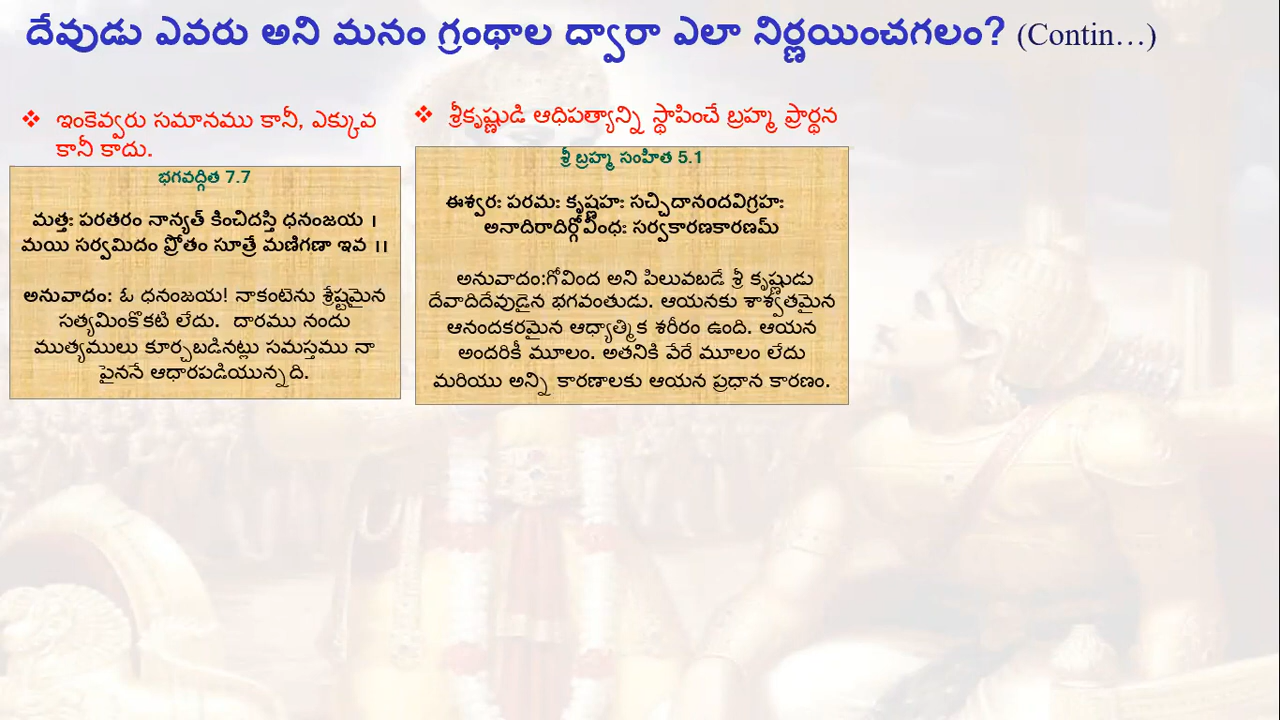 దేవుడు ఎవరు అని మనం గ్రంథాల ద్వారా ఎలా నిర్ణయించగలం? (Contin…)
❖ ఇంకెవ్వరు సమానము కానీ, ఎక్కువ
కానీ కాదు.
భగవద్గిత 7.7
మత్తః పరతరం నాన్యత్ కించిదస్తి ధనంజయ ।
మయి సర్వమిదం ప్రోతం సూత్రే మణిగణా ఇవ ।।
అనువాదం: ఓ ధనంజయ! నాకంటెను శ్రేష్టమైన
సత్యమింకొకటి లేదు. దారము నందు
ముత్యములు కూర్చబడినట్లు సమస్తము నా
పైననే ఆధారపడియున్నది.
❖ శ్రీకృష్ణుడి ఆధిపత్యాన్ని స్థాపించే బ్రహ్మ ప్రార్థన
శ్రీ బ్రహ్మ సంహిత 5.1
ఈశ్వరః పరమః కృష్ణహః సచ్చిదానందవిగ్రహః
అనాదిరాదిర్గోవింధః సర్వకారణకారణమ్
అనువాదం:గోవింద అని పిలువబడే శ్రీ కృష్ణుడు
దేవాదిదేవుడైన భగవంతుడు. ఆయనకు శాశ్వతమైన
ఆనందకరమైన ఆధ్యాత్మిక శరీరం ఉంది. ఆయన
అందరికీ మూలం. అతనికి వేరే మూలం లేదు
మరియు అన్ని కారణాలకు ఆయన ప్రధాన కారణం.